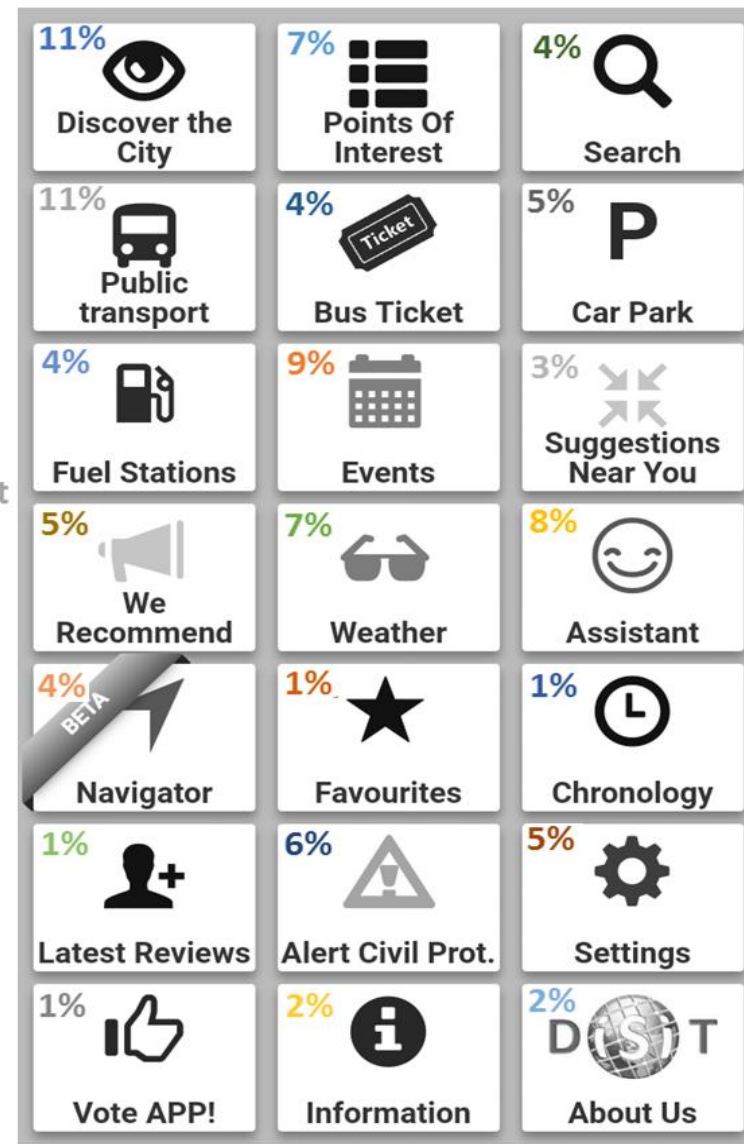 11%
Discover the
City
7%
Points Of
Interest
4%
Search
11%
Public
transport
4%
Ticket
Bus Ticket
5%
P
Car Park
4%
Fuel Stations
9%
Events
3%
Suggestions
Near You
t
5%
We
Recommend
7%
Weather
8%
Assistant
4%
BETA
Navigator
1%
Favourites
1%
Chronology
1%
Latest Reviews
6%
Alert Civil Prot.
5%
Settings
1%
Vote APP!
2%
i
Information
2%
DISIT
About Us